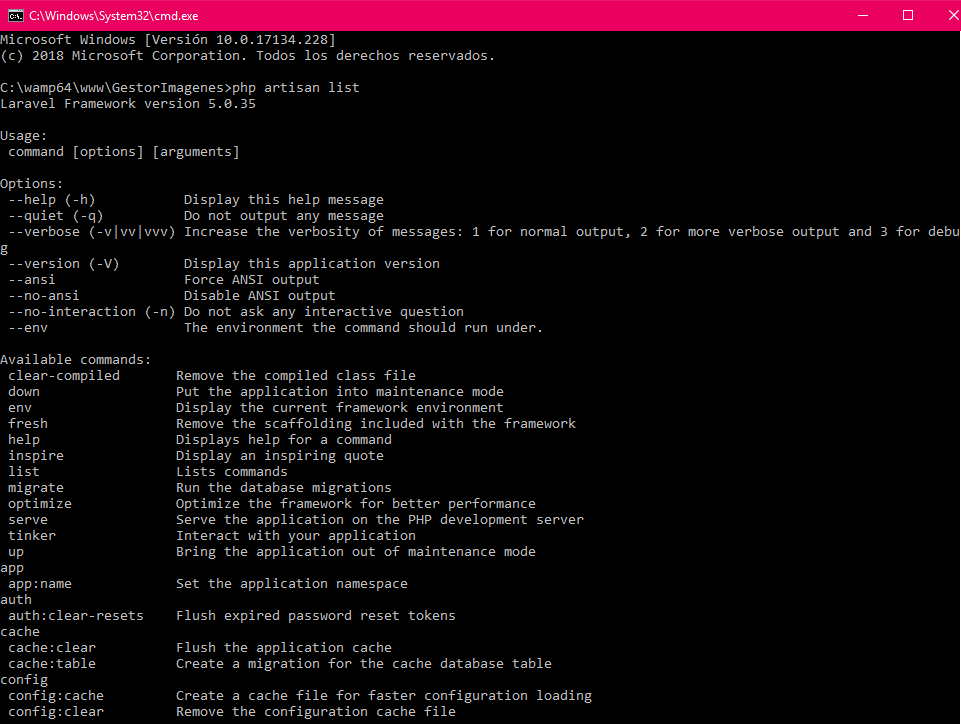 C:\Windows\System32\cmd.exe
Microsoft Windows [Versión 10.0.17134.228]
(c) 2018 Microsoft Corporation. Todos los derechos reservados.
C:\wamp64\www\GestorImagenes>php artisan list
Laravel Framework version 5.0.35
Usage:
command [options] [arguments]
Options:
--help (-h) Display this help message
--quiet (-q) Do not output any message
--verbose (-v|vv|vvv) Increase the verbosity of messages: 1 for normal output, 2 for more verbose output and 3 for debu
g
--version (-V) Display this application version
--ansi Force ANSI output
--no-ansi Disable ANSI output
--no-interaction (-n) Do not ask any interactive question
--env The environment the command should run under.
Available commands:
clear-compiled Remove the compiled class file
down Put the application into maintenance mode
env Display the current framework environment
fresh Remove the scaffolding included with the framework
help Displays help for a command
inspire Display an inspiring quote
list Lists commands
migrate Run the database migrations
optimize Optimize the framework for better performance
serve Serve the application on the PHP development server
tinker Interact with your application
up Bring the application out of maintenance mode
app
app:name Set the application namespace
auth
auth:clear-resets Flush expired password reset tokens
cache
cache:clear Flush the application cache
cache:table Create a migration for the cache database table
config
config:cache Create a cache file for faster configuration loading
config:clear Remove the configuration cache file